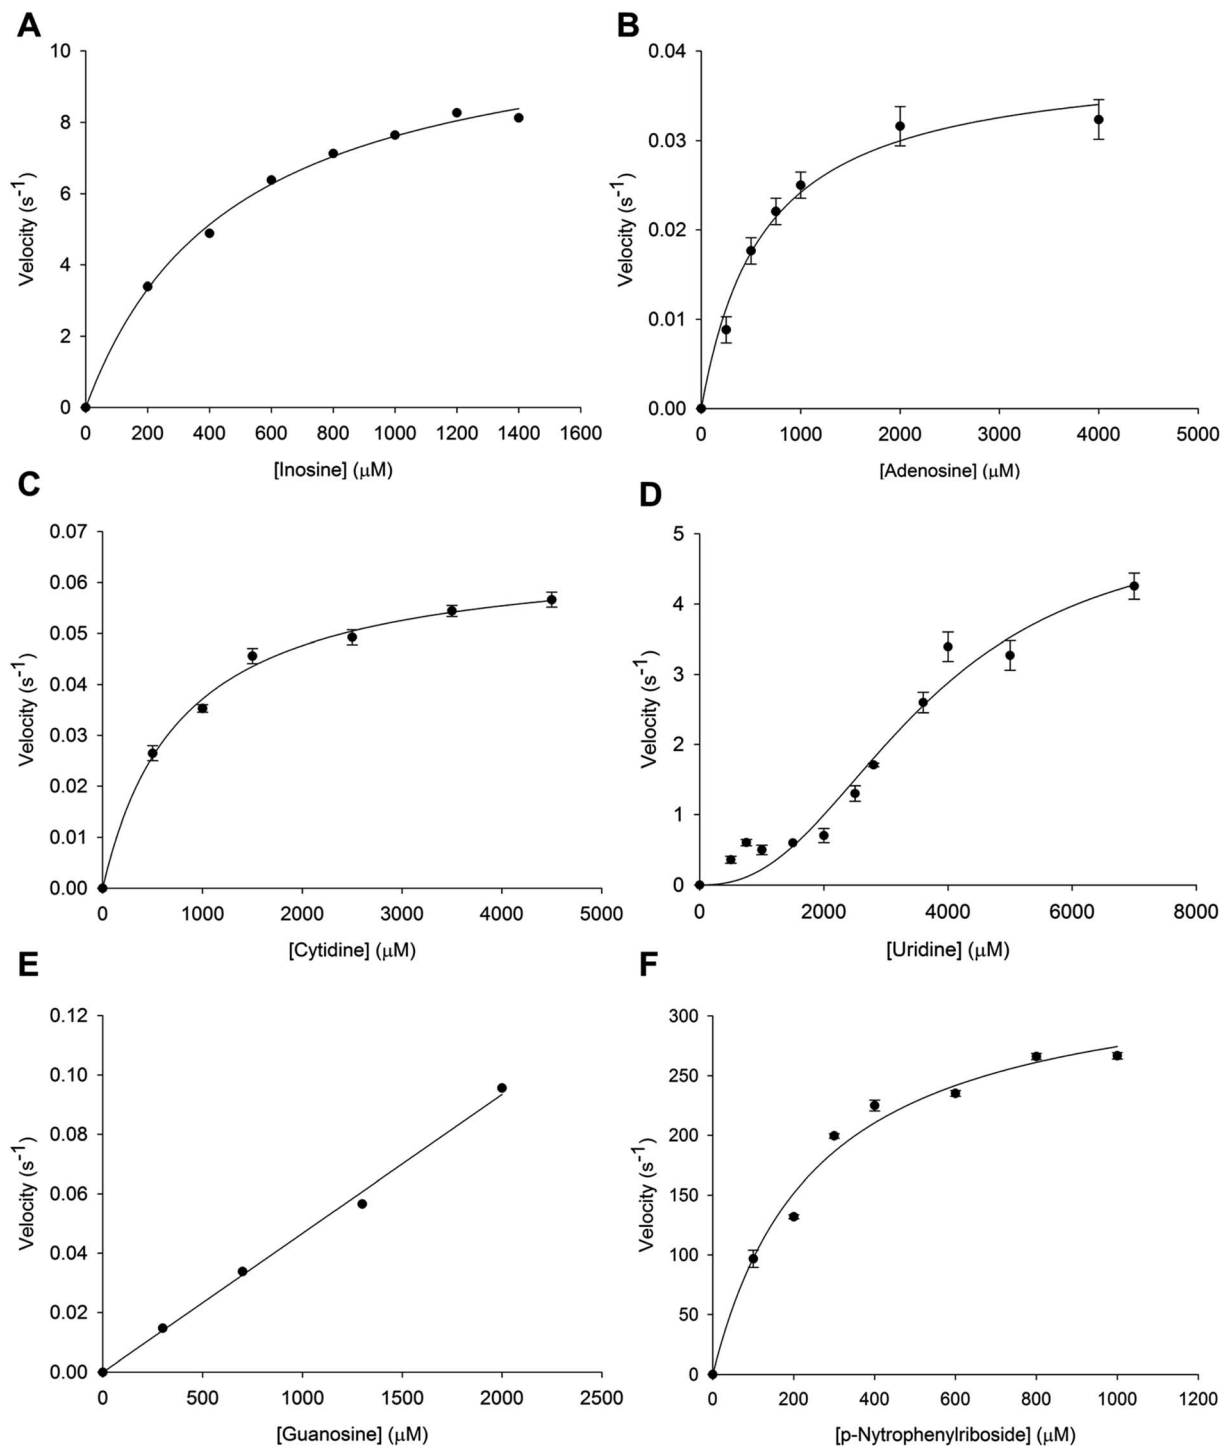 A
10
8
6
4
2
0
Velocity (s-1)
0 200 400 600 800 1000 1200 1400 1600
[Inosine] (μM)
B
0.04
0.03
0.02
0.01
0.00
Velocity (s-1)
0 1000 2000 3000 4000 5000
[Adenosine] (μM)
C
0.07
0.06
0.05
0.04
0.03
0.02
0.01
0.00
Velocity (s-1)
0 1000 2000 3000 4000 5000
[Cytidine] (μM)
D
5
4
3
2
1
0
Velocity (s-1)
0 2000 4000 6000 8000
[Uridine] (μM)
E
0.12
0.10
0.08
0.06
0.04
0.02
0.00
Velocity (s-1)
0 500 1000 1500 2000 2500
[Guanosine] (μM)
F
300
250
200
150
100
50
0
Velocity (s-1)
0 200 400 600 800 1000 1200
[p-Nytrophenylriboside] (μM)